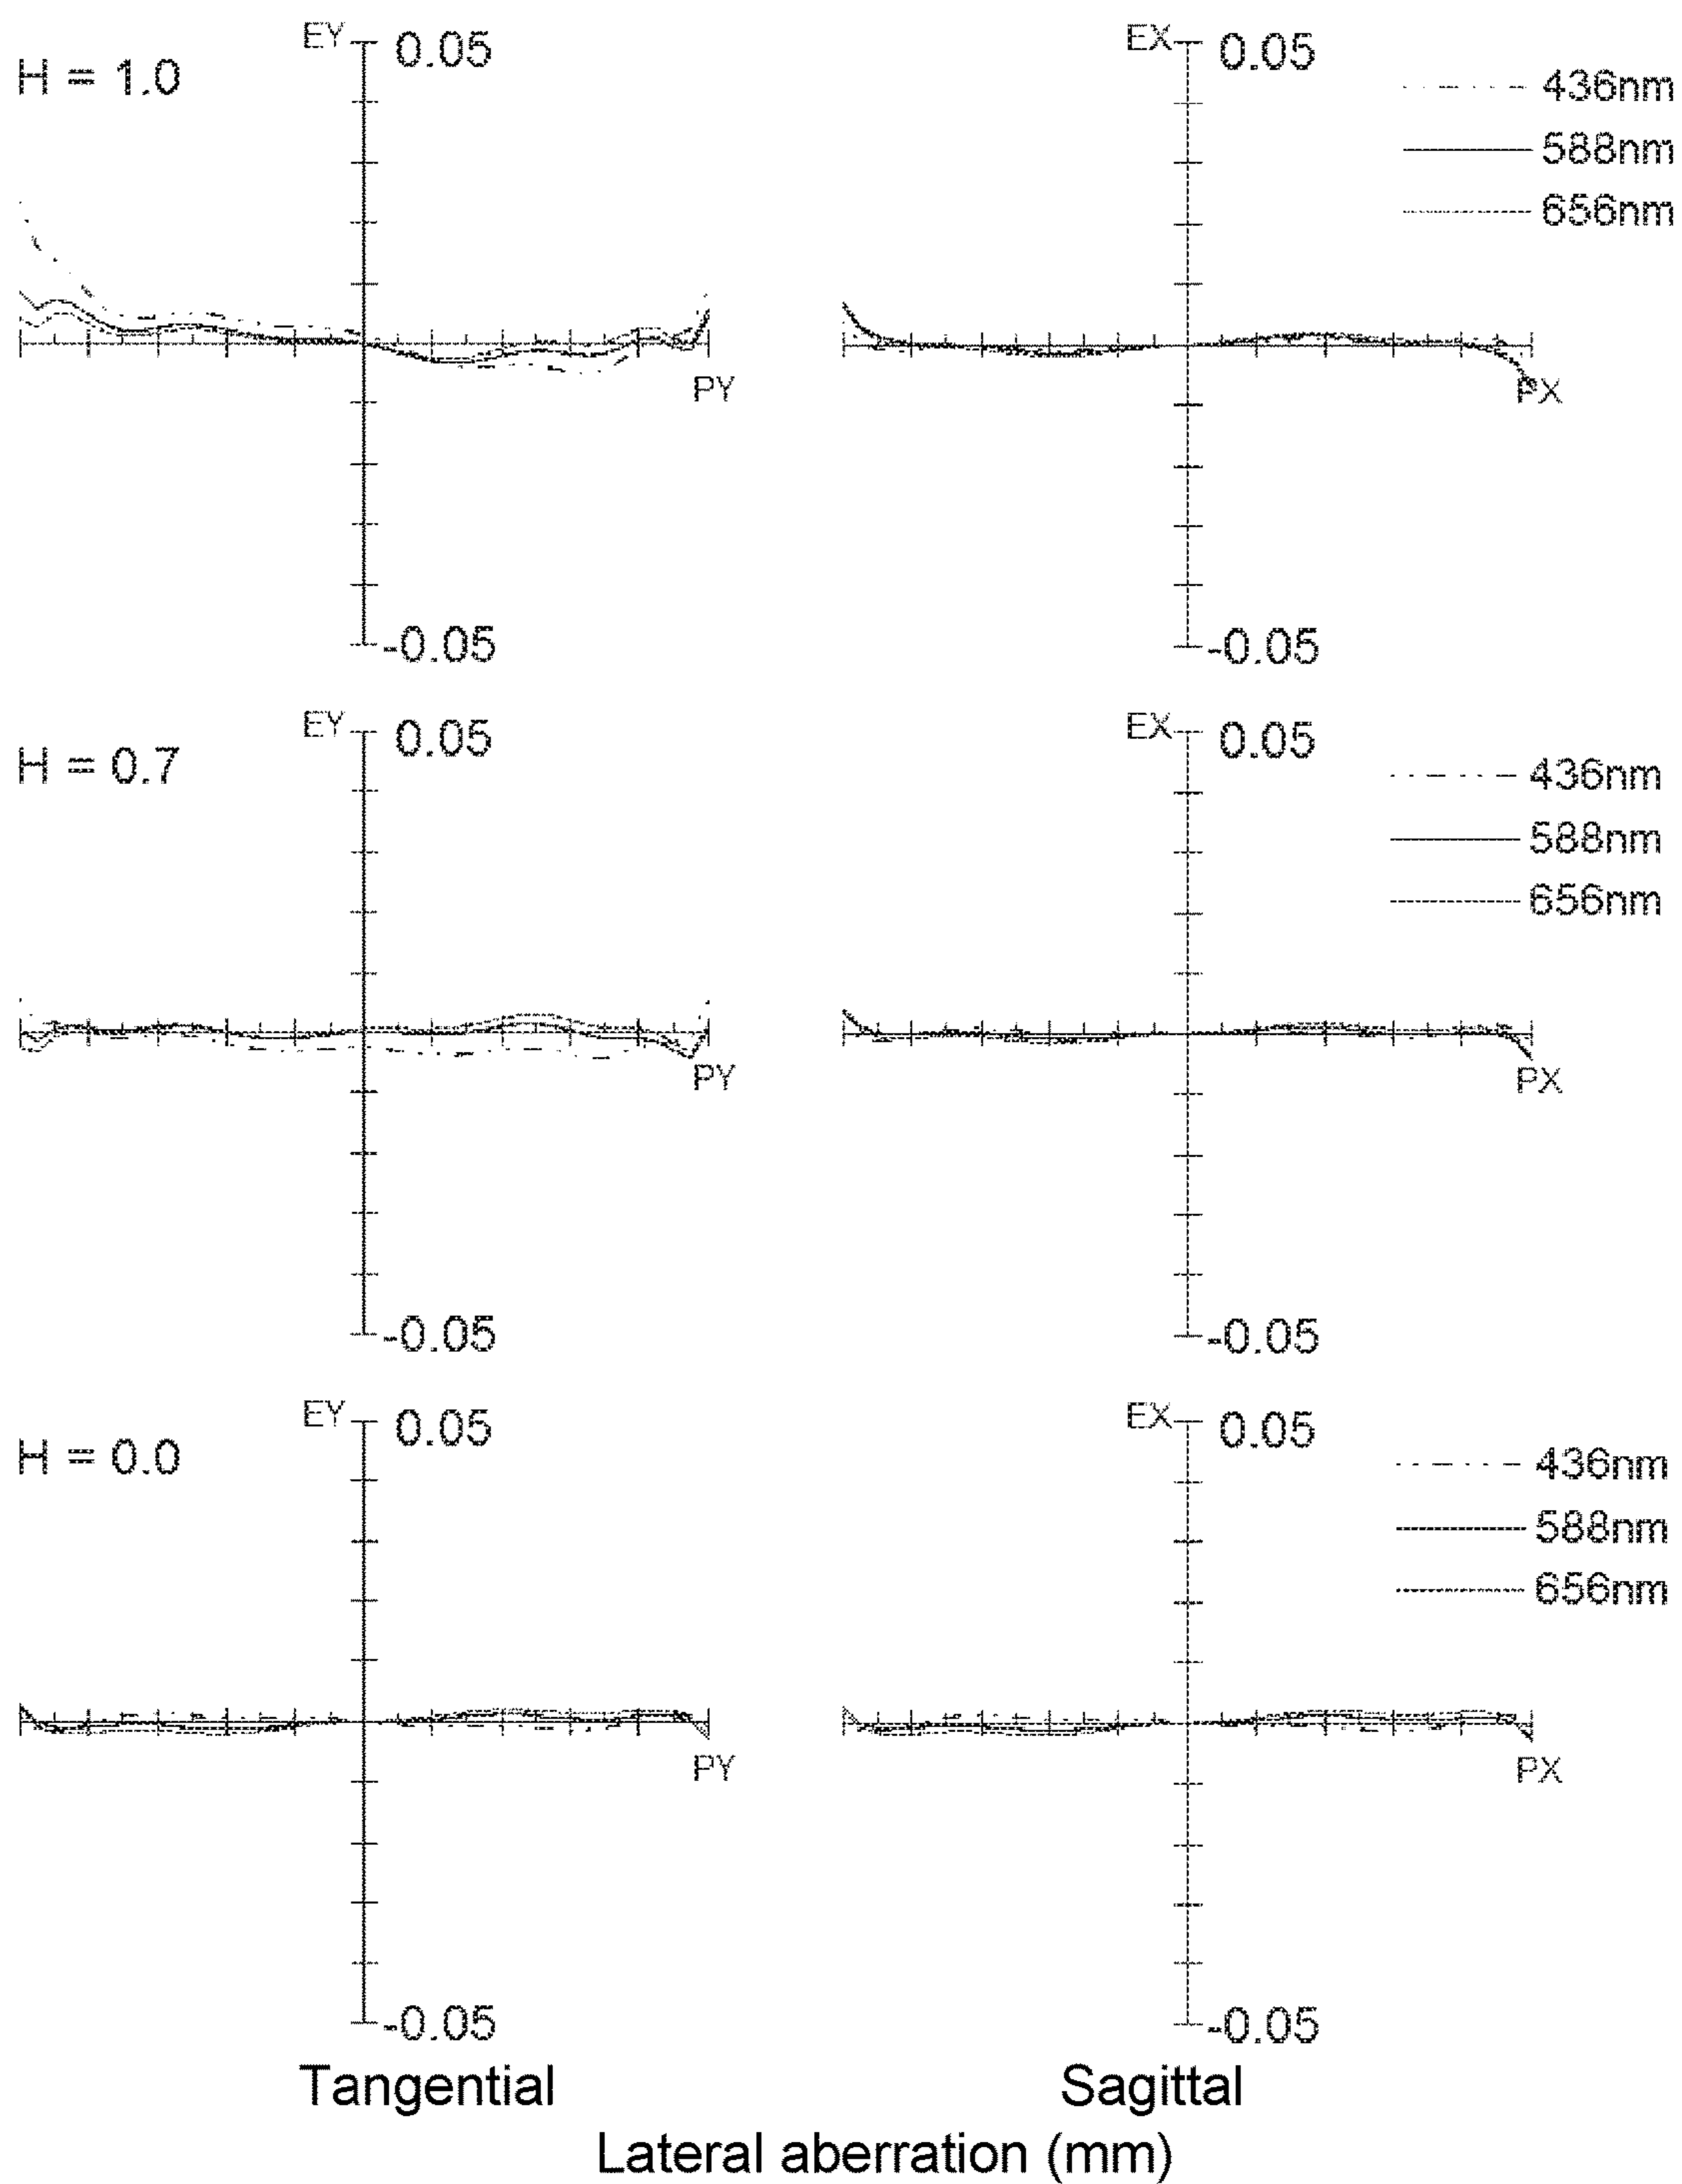 EY 0.05
EX 0.05
H = 1.0
436nm
588nm
656nm
PY
PX
-0.05
-0.05
EY 0.05
EX 0.05
H = 0.7
436nm
588nm
656nm
PY
PX
-0.05
-0.05
EY 0.05
EX 0.05
H = 0.0
436nm
588nm
656nm
PY
PX
-0.05
-0.05
Tangential
Sagittal
Lateral aberration (mm)